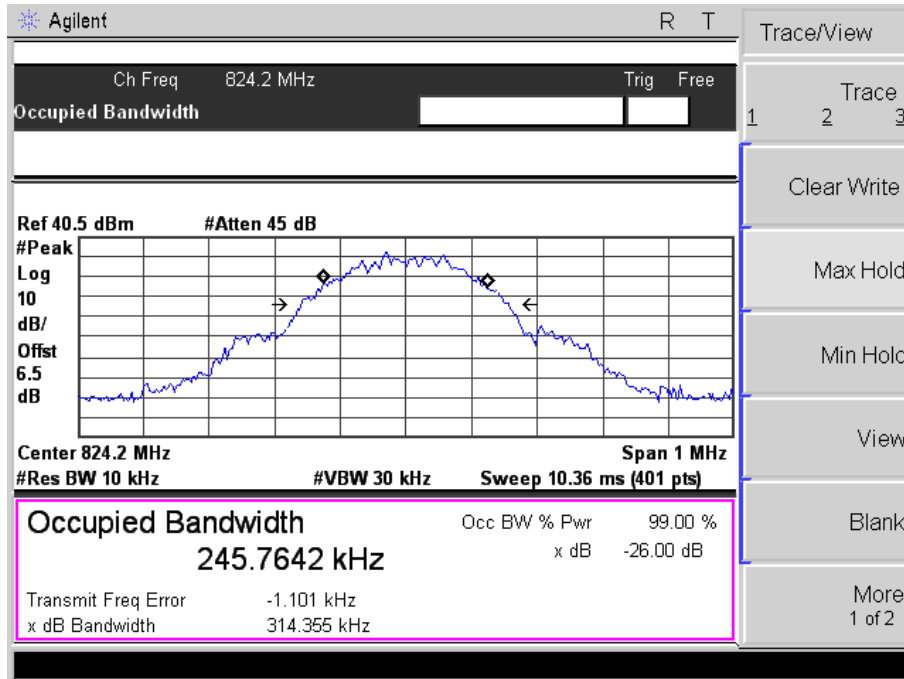 Agilent R T
Trace/View
Ch Freq 824.2 MHz Trig Free
Occupied Bandwidth
Trace
1 2 3
Clear Write
Max Hold
Min Hold
View
Blank
More
1 of 2
Ref 40.5 dBm #Atten 45 dB
#Peak
Log
10
dB/
Offst
6.5
dB
Center 824.2 MHz Span 1 MHz
#Res BW 10 kHz #VBW 30 kHz Sweep 10.36 ms (401 pts)
Occupied Bandwidth Occ BW % Pwr 99.00 %
245.7642 kHz x dB -26.00 dB
Transmit Freq Error -1.101 kHz
x dB Bandwidth 314.355 kHz